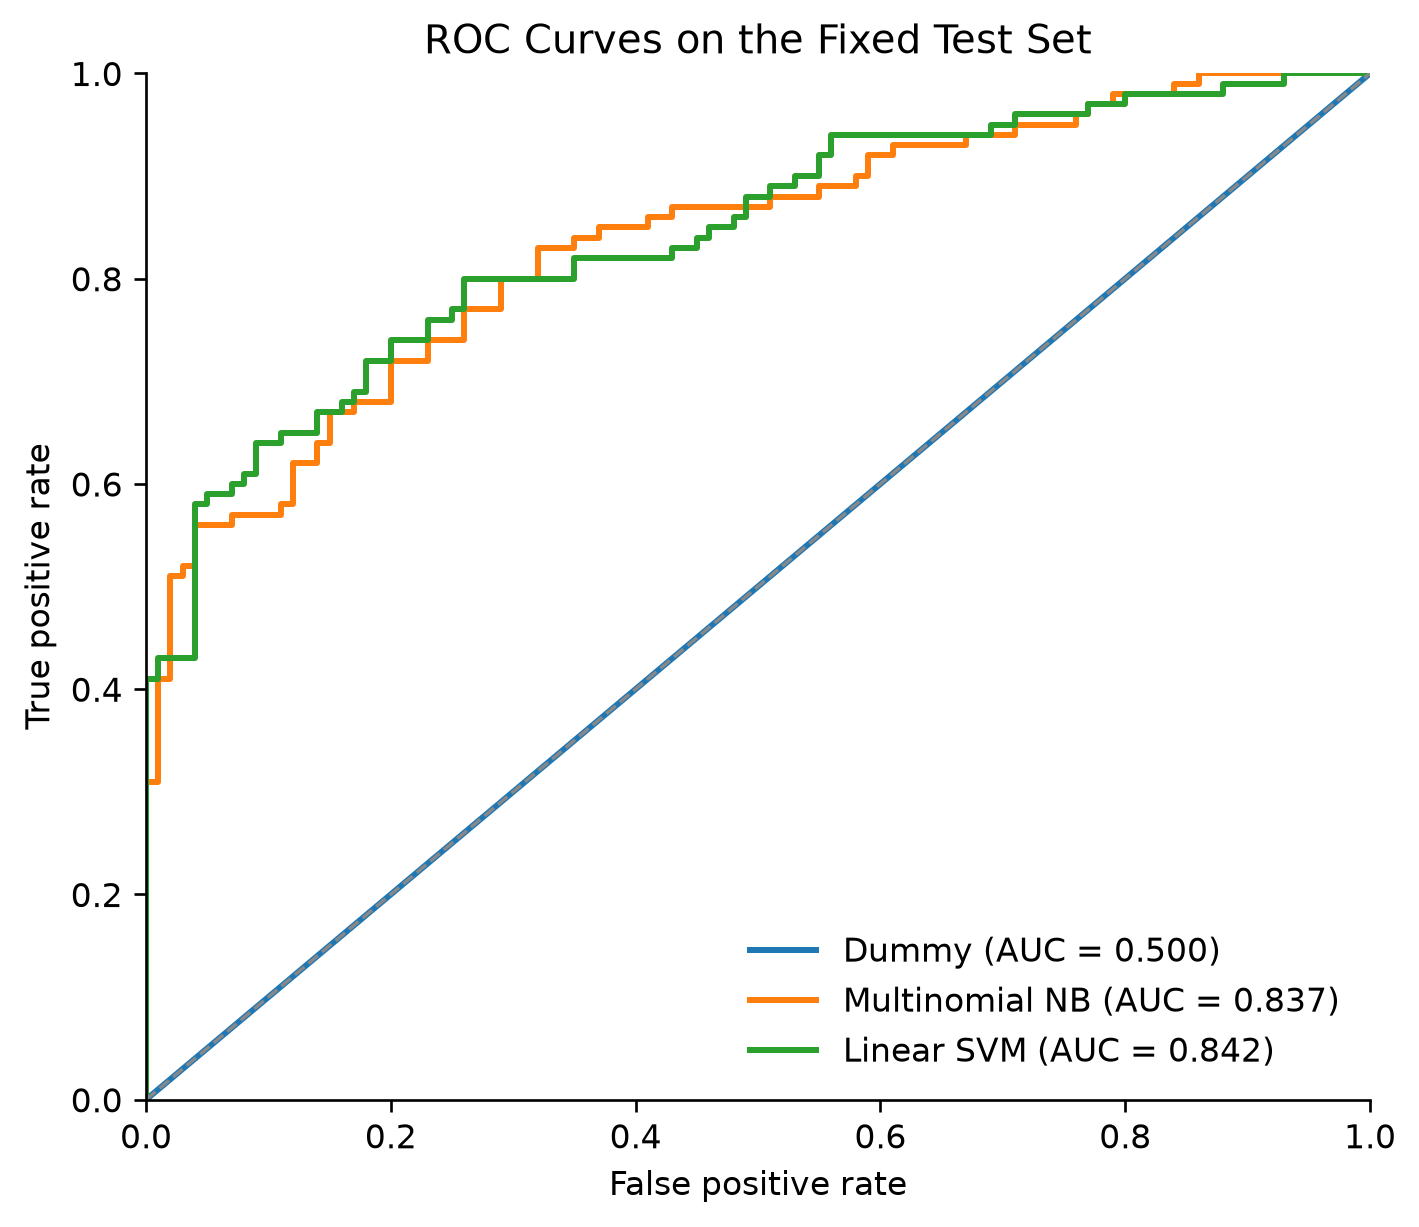 ROC Curves on the Fixed Test Set
True positive rate
1.0
0.8
0.6
0.4
0.2
0.0
Dummy (AUC = 0.500)
Multinomial NB (AUC = 0.837)
Linear SVM (AUC = 0.842)
0.0 0.2 0.4 0.6 0.8 1.0
False positive rate